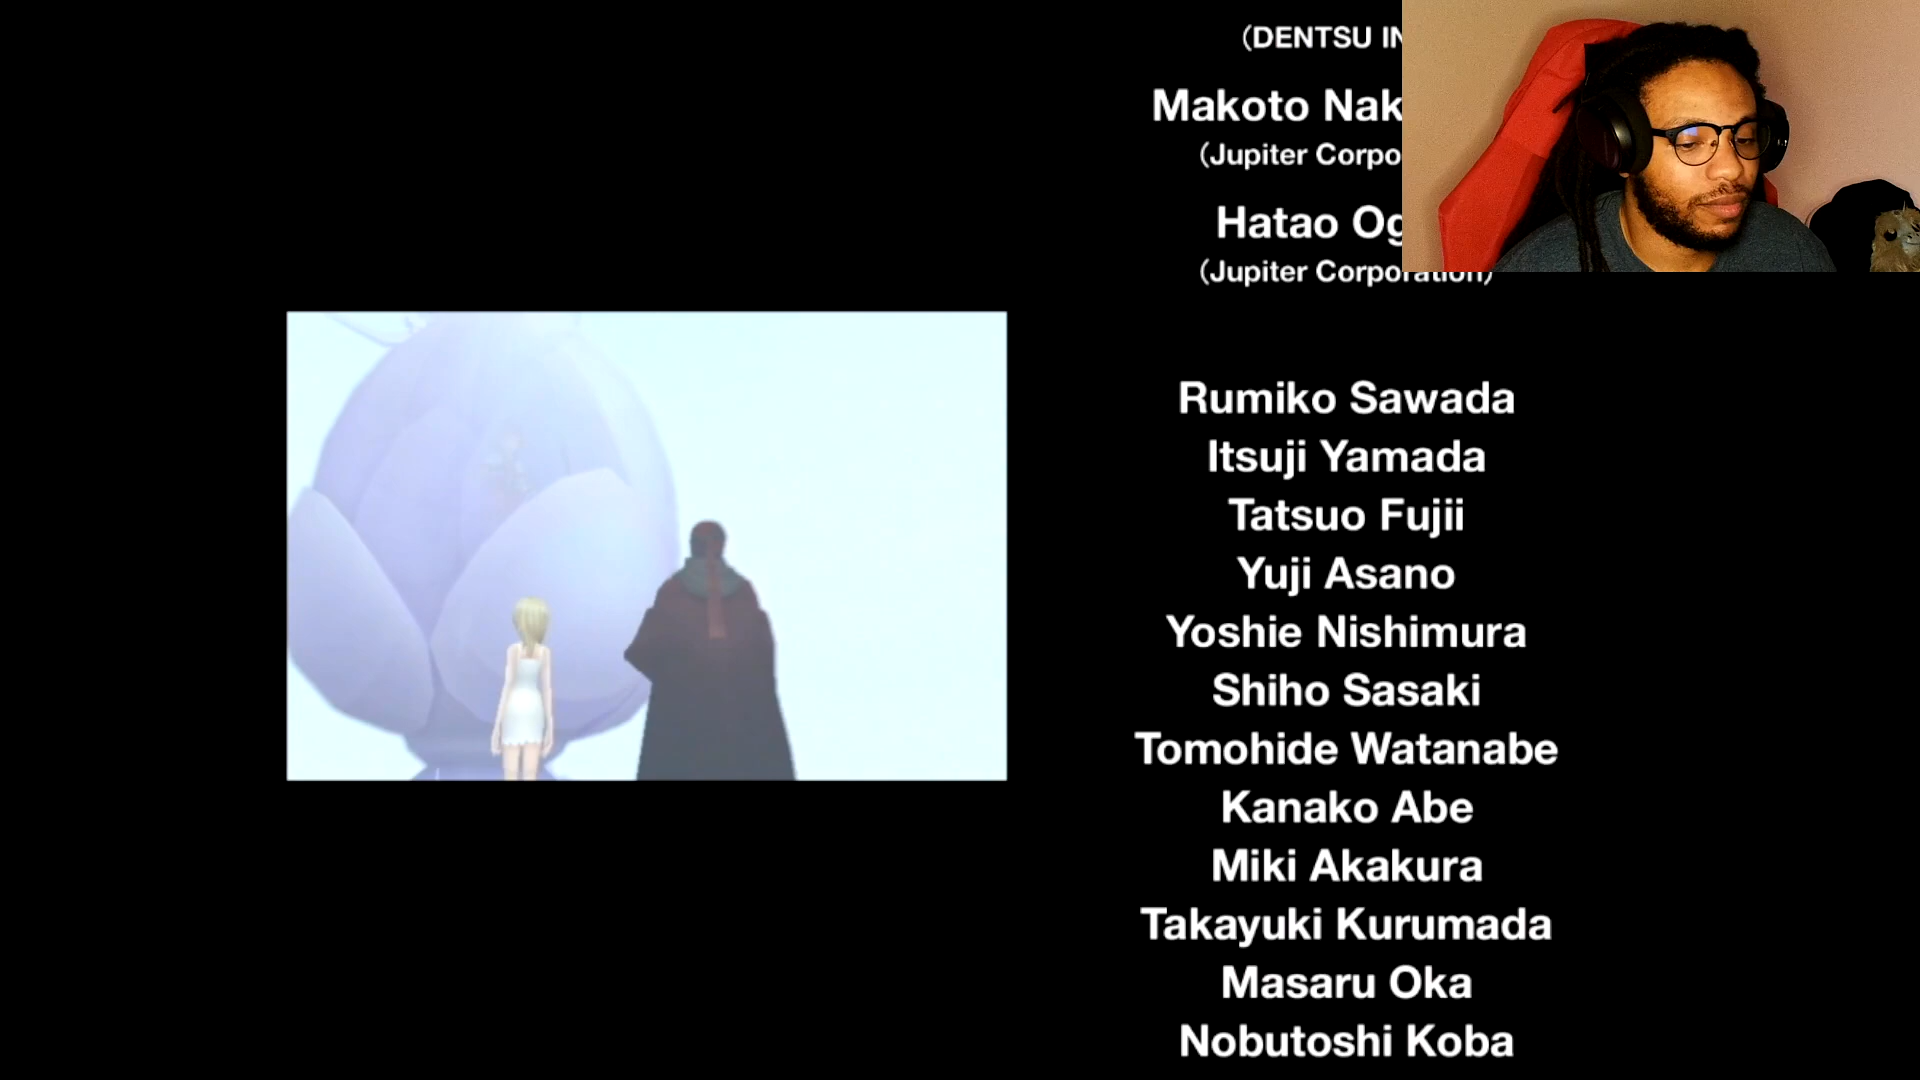 (DENTSU IN
Makoto Nak
(Jupiter Corpo
Hatao Og
(Jupiter Corporation)
Rumiko Sawada
Itsuji Yamada
Tatsuo Fujii
Yuji Asano
Yoshie Nishimura
Shiho Sasaki
Tomohide Watanabe
Kanako Abe
Miki Akakura
Takayuki Kurumada
Masaru Oka
Nobutoshi Koba